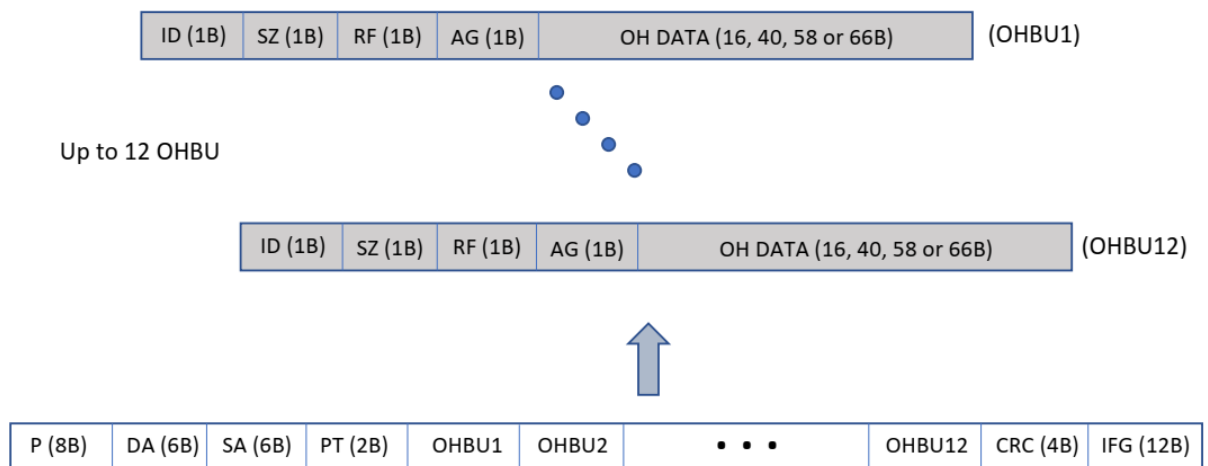 ID (1B) SZ (1B) RF (1B) AG (1B) OH DATA (16, 40, 58 or 66B) (OHBU1)
Up to 12 OHBU
ID (1B) SZ (1B) RF (1B) AG (1B) OH DATA (16, 40, 58 or 66B) (OHBU12)
P (8B) DA (6B) SA (6B) PT (2B) OHBU1 OHBU2 • • • OHBU12 CRC (4B) IFG (12B)